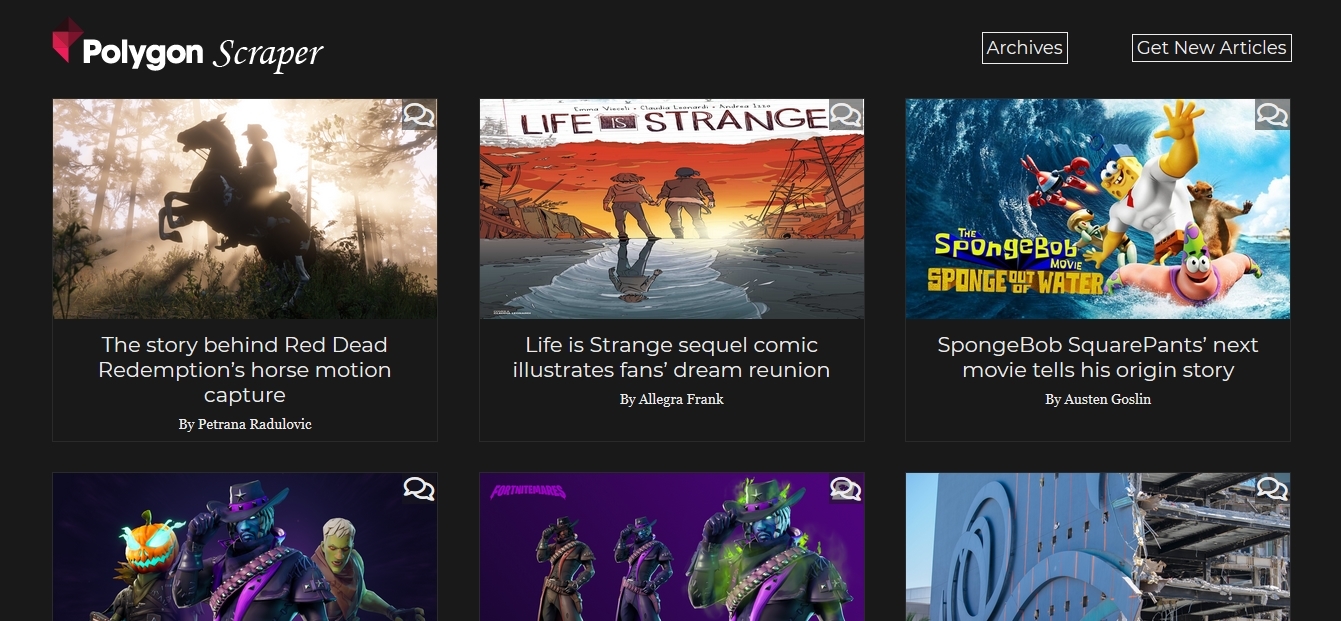 Polygon Scraper
Archives
Get New Articles
Emma Vieceli - Claudia Leonardi - Andrea Izzo
LIFE IS STRANGE
THE
SPONGEBOB
MOVIE
SPONGE OUT OF WATER
The story behind Red Dead
Redemption’s horse motion
capture
By Petrana Radulovic
Life is Strange sequel comic
illustrates fans’ dream reunion
By Allegra Frank
SpongeBob SquarePants’ next
movie tells his origin story
By Austen Goslin
FORTNITEMARES